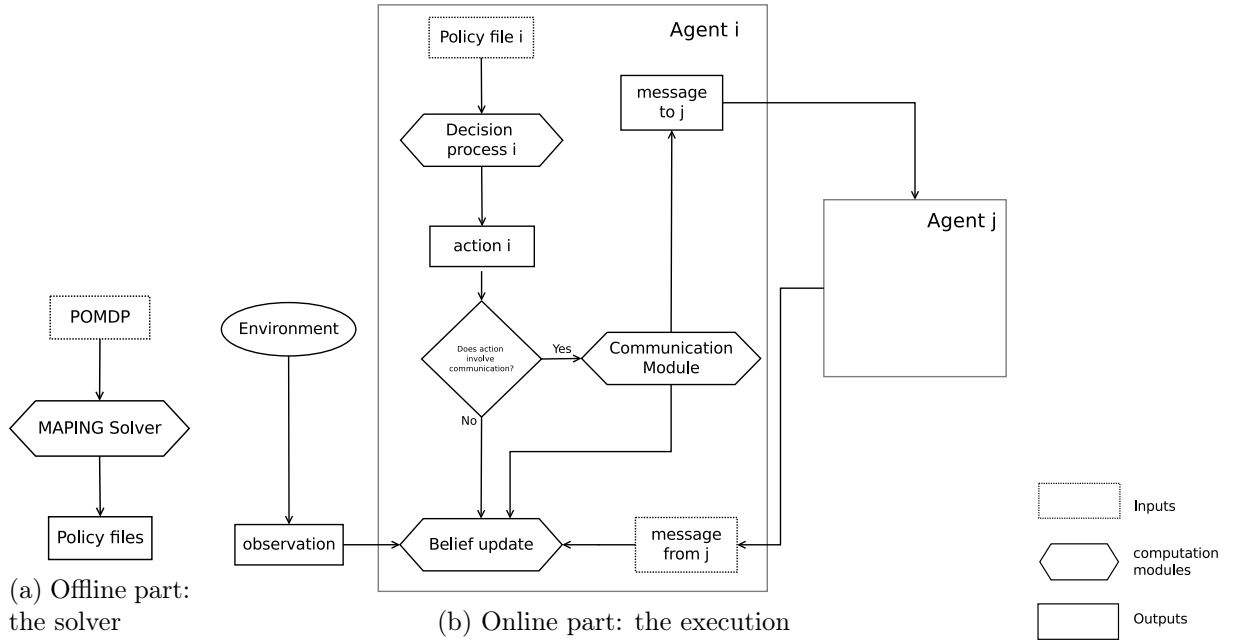 Policy file i
Agent i
message
to j
Decision
process i
Agent j
action i
POMDP
Environment
Does action
involve
communication?
Yes
Communication
Module
No
MAPING Solver
Inputs
Policy files
observation
Belief update
message
from j
computation
modules
(a) Offline part:
the solver
(b) Online part: the execution
Outputs